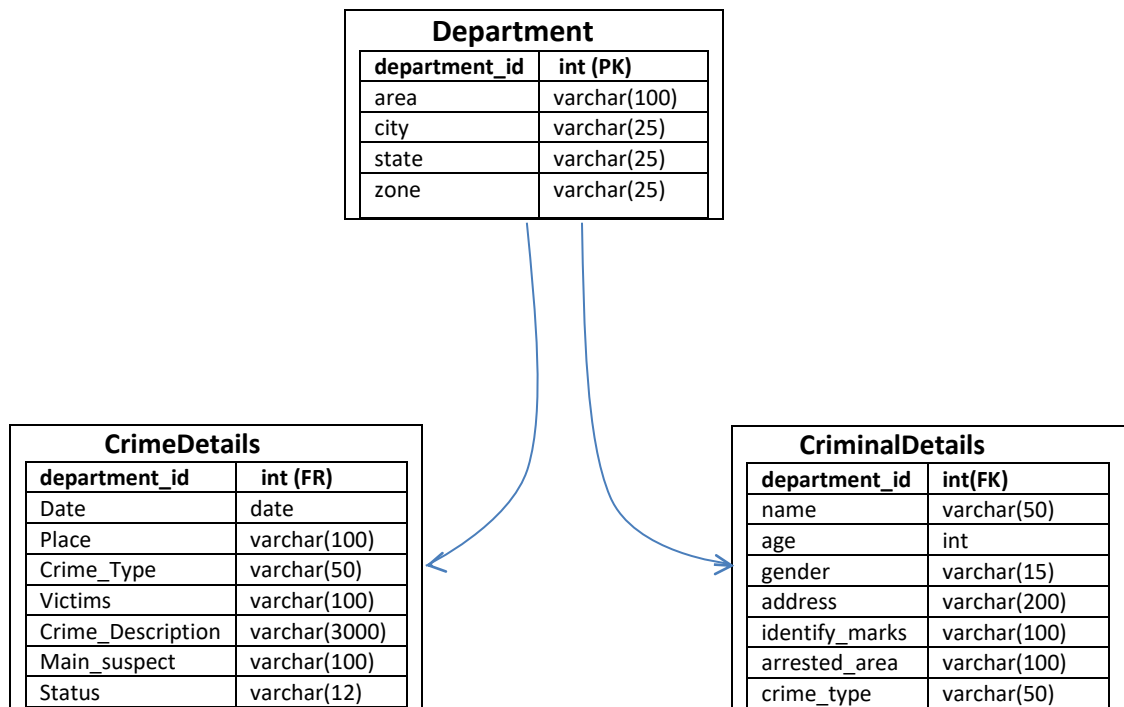 Department
department_id int (PK)
area varchar(100)
city varchar(25)
state varchar(25)
zone varchar(25)
CrimeDetails
department_id int (FR)
Date date
Place varchar(100)
Crime_Type varchar(50)
Victims varchar(100)
Crime_Description varchar(3000)
Main_suspect varchar(100)
Status varchar(12)
CriminalDetails
department_id int(FK)
name varchar(50)
age int
gender varchar(15)
address varchar(200)
identify_marks varchar(100)
arrested_area varchar(100)
crime_type varchar(50)